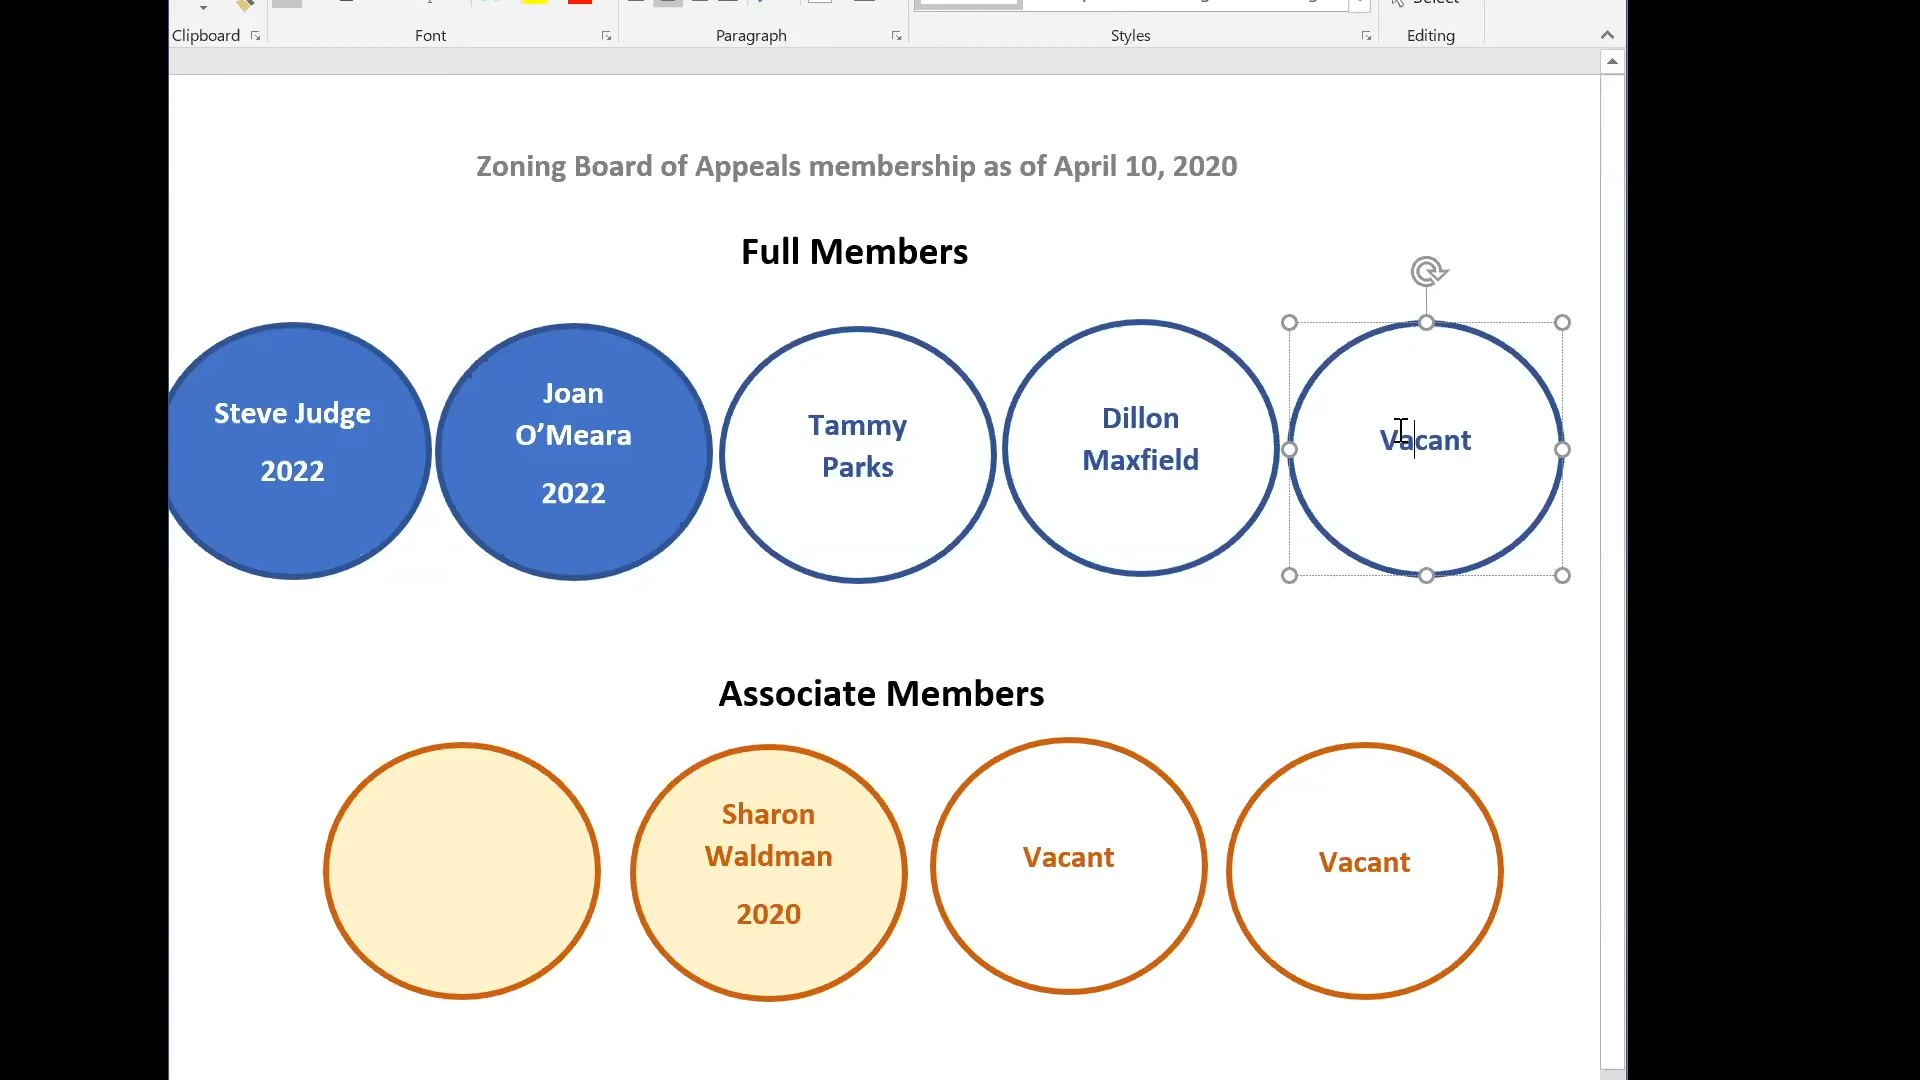 Select
Clipboard
Font
Paragraph
Styles
Editing
Zoning Board of Appeals membership as of April 10, 2020
Full Members
Steve Judge
2022
Joan
O’Meara
2022
Tammy
Parks
Dillon
Maxfield
Vacant
Associate Members
Sharon
Waldman
2020
Vacant
Vacant